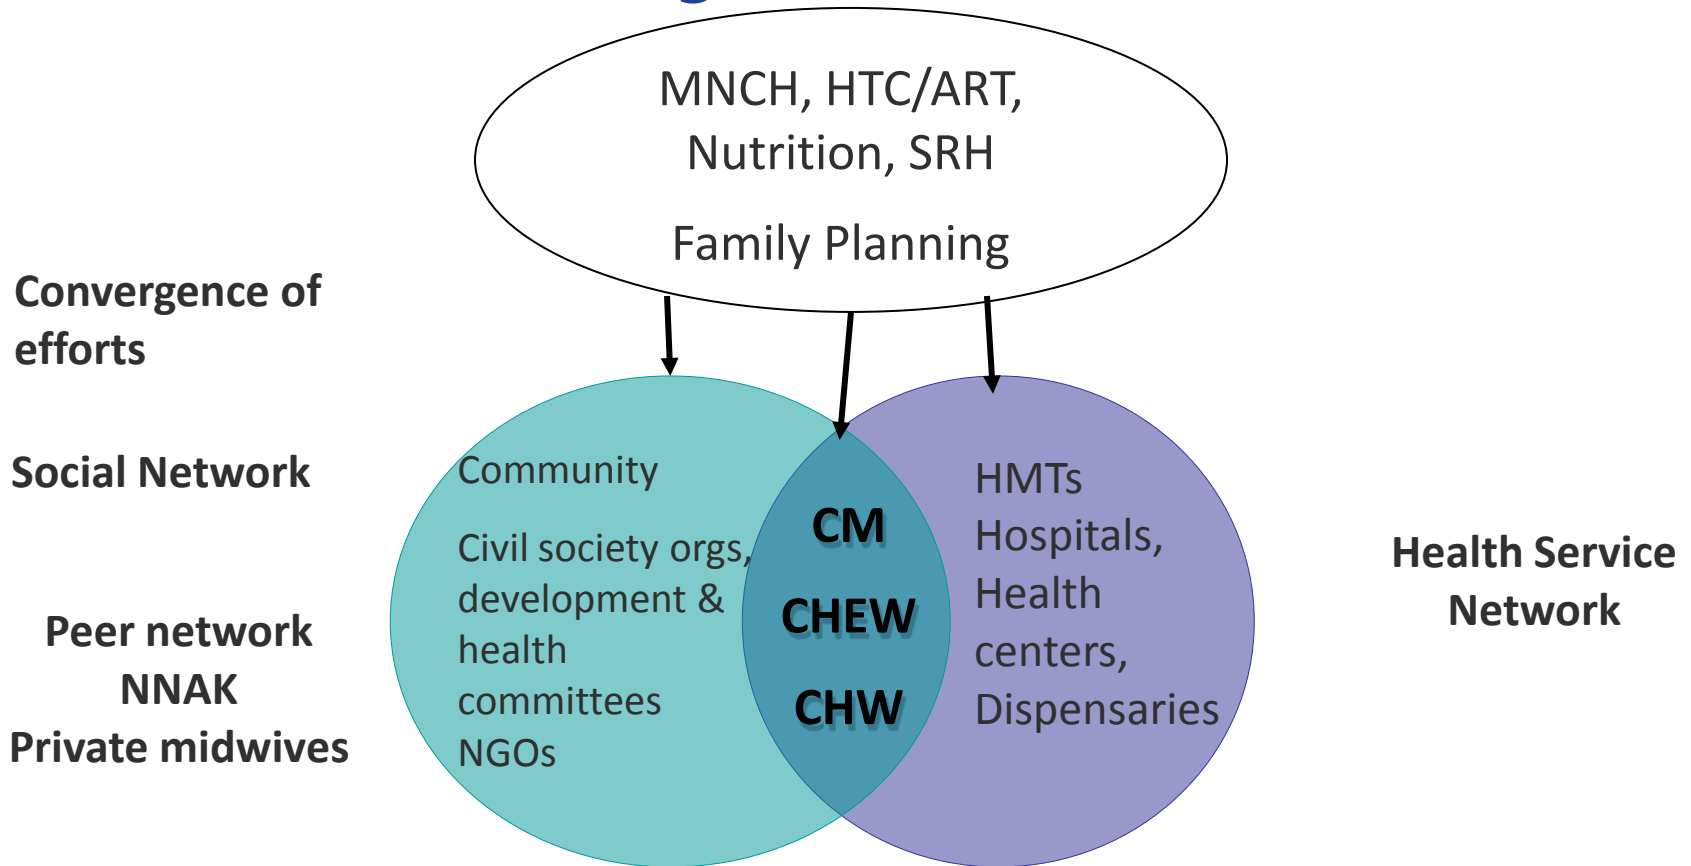 MNCH, HTC/ART,
Nutrition, SRH
Family Planning
Convergence of
efforts
Social Network
Peer network
NNAK
Private midwives
Community
Civil society orgs,
development &
health
committees
NGOs
CM
CHEW
CHW
HMTs
Hospitals,
Health
centers,
Dispensaries
Health Service
Network